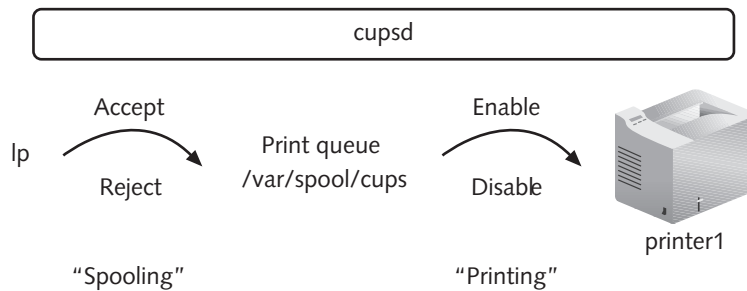 cupsd
Accept
Enable
lp
Print queue
/var/spool/cups
Reject
Disable
printer1
“Spooling”
“Printing”